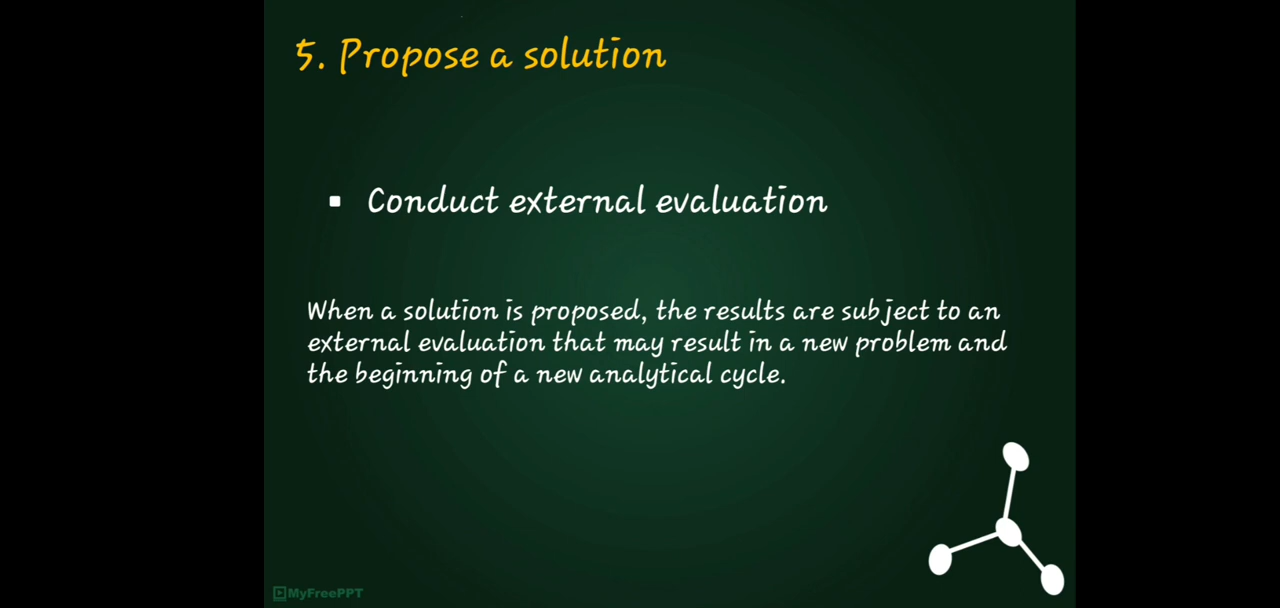 5. Propose a solution
▪ Conduct external evaluation
When a solution is proposed, the results are subject to an
external evaluation that may result in a new problem and
the beginning of a new analytical cycle.
MyFreePPT